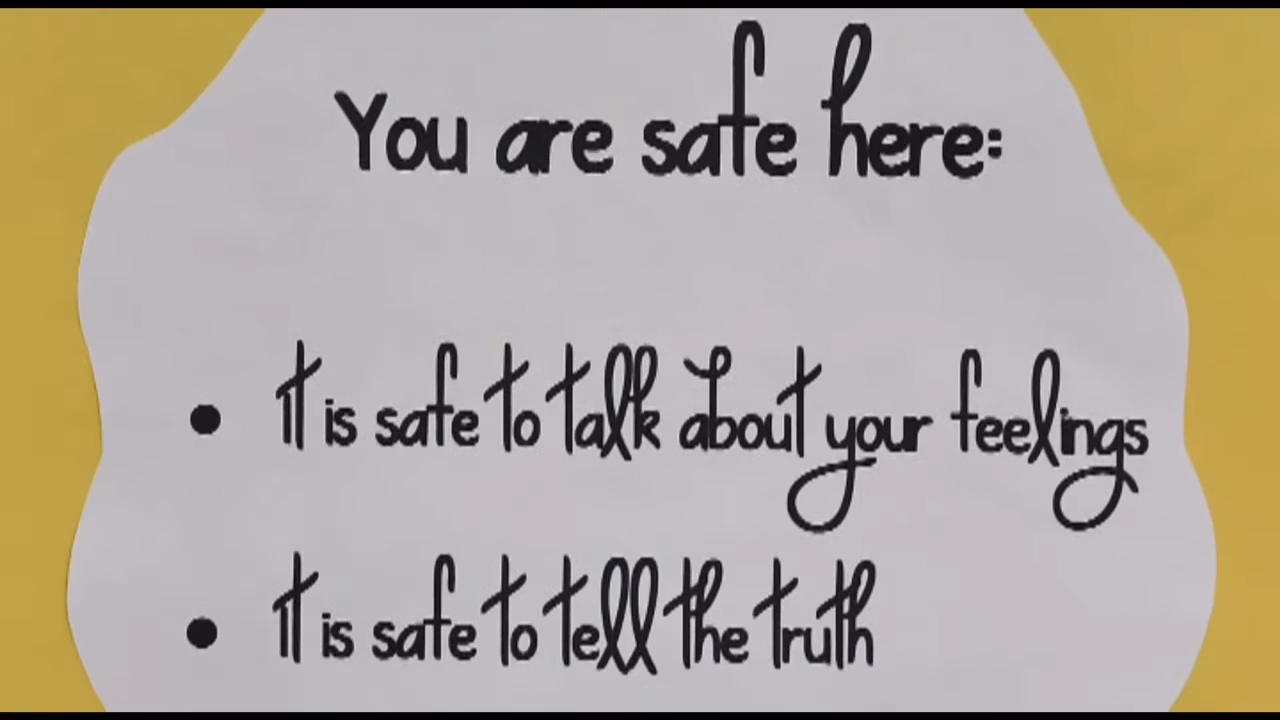 You are safe here:
• It is safe to talk about your feelings
• It is safe to tell the truth